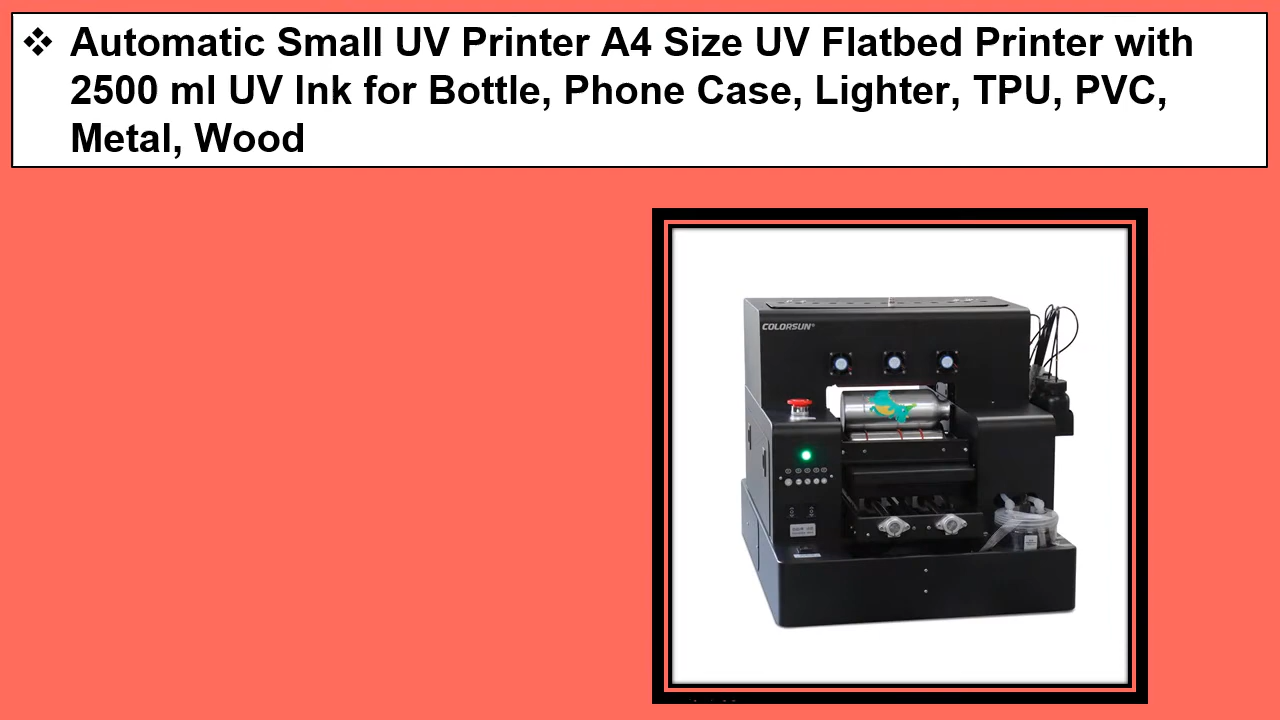 ❖ Automatic Small UV Printer A4 Size UV Flatbed Printer with
2500 ml UV Ink for Bottle, Phone Case, Lighter, TPU, PVC,
Metal, Wood
COLORSUN